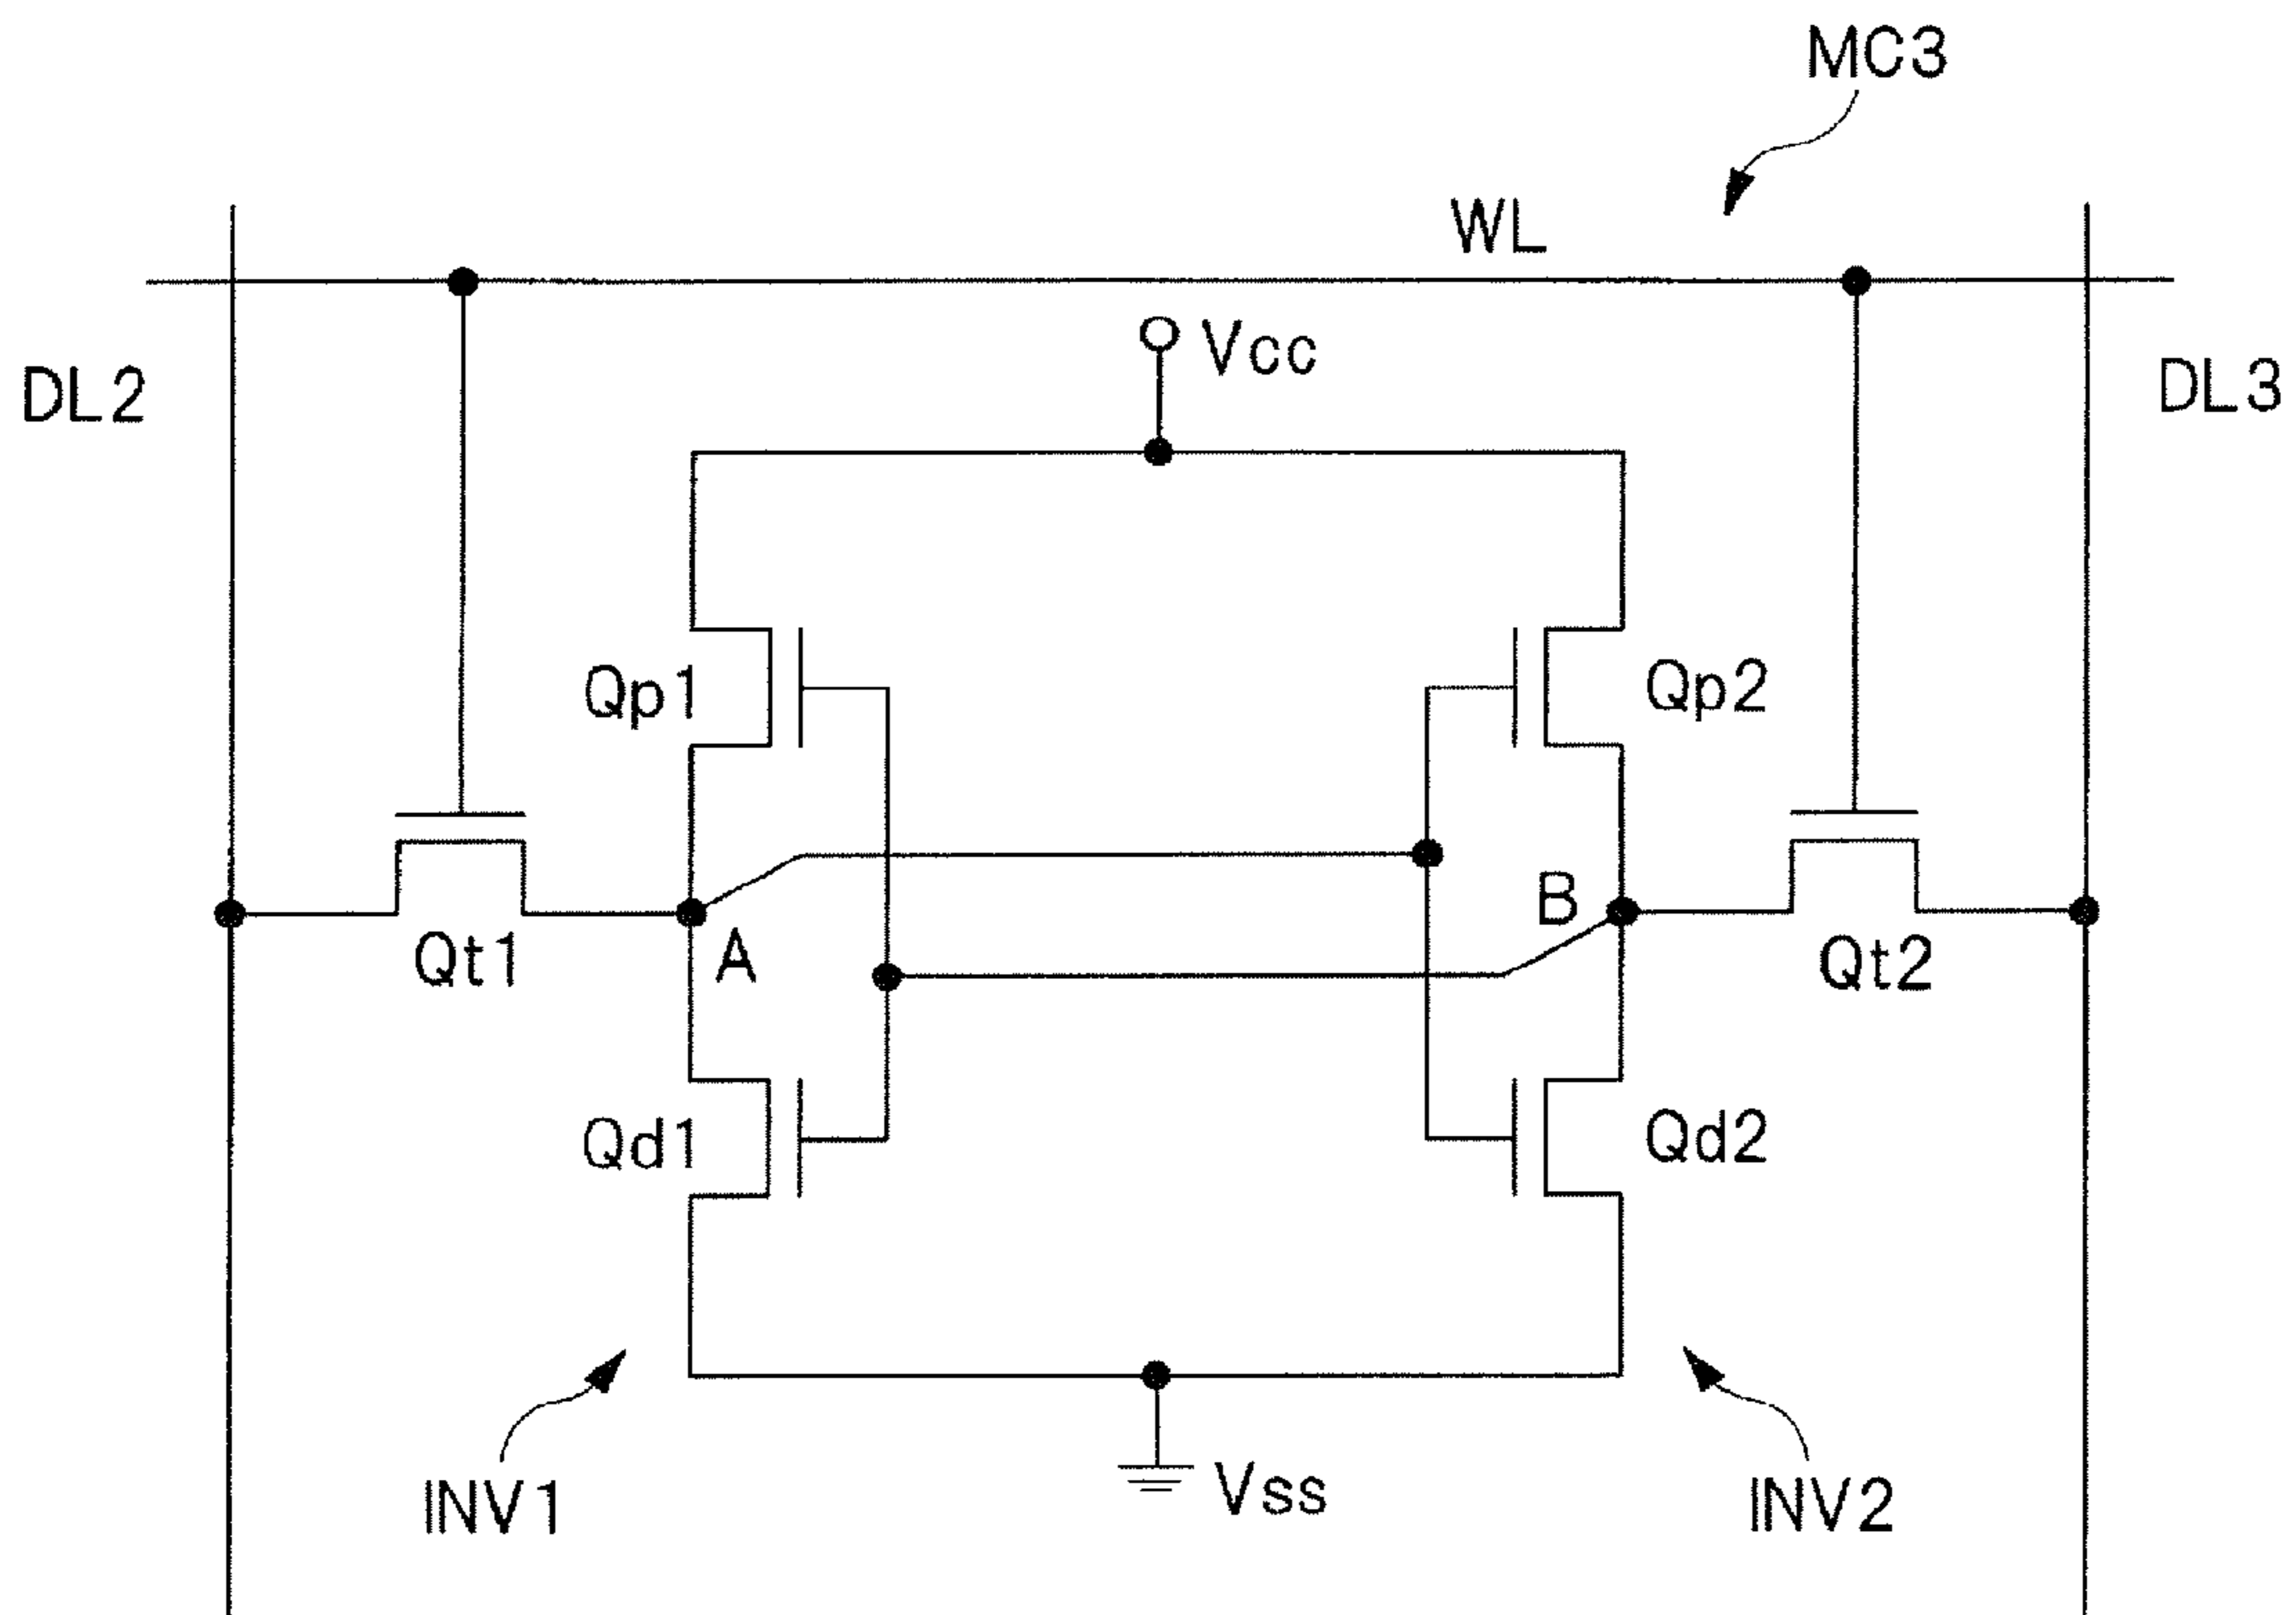 MC3
WL
Vcc
DL2
DL3
Qp1
Qp2
B
Qt1
A
Qt2
Qd1
Qd2
INV1
Vss
INV2